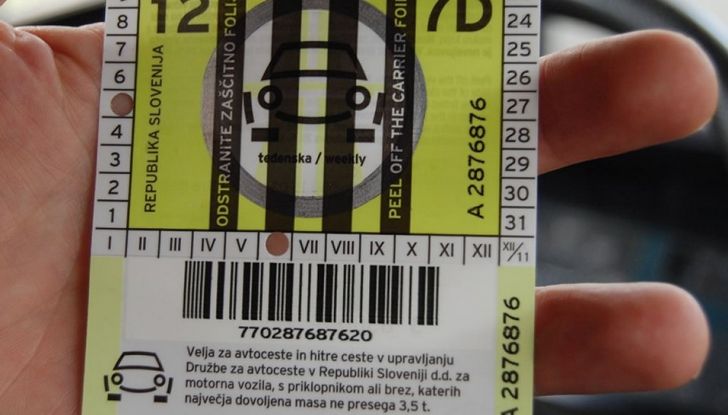 12 7D
8
7
6
4
3
2
1
24
25
26
27
28
29
30
31
REPUBLIKA SLOVENIJA
ODSTRANITE ZAŠČITNO FOLI
PEEL OFF THE CARRIER FOI
A 2876876
tedenska / weekly
I II III IV V VII VIII IX X XI XII XII/11
770287687620
A 2876876
Velja za avtoceste in hitre ceste v upravljanju
Družbe za avtoceste v Republiki Sloveniji d.d. za
motorna vozila, s priklopnikom ali brez, katerih
največja dovoljena masa ne presega 3,5 t.